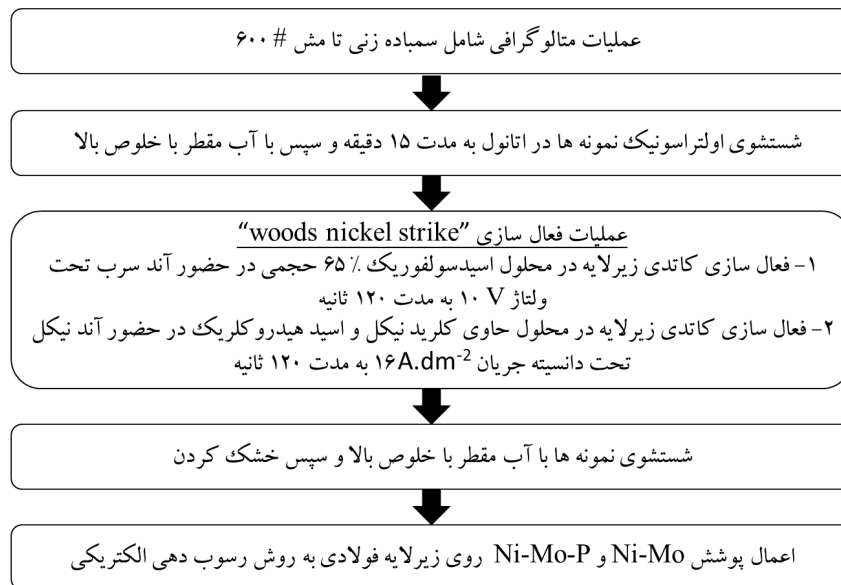 عملیات متالوگرافی شامل سمباده زنی تا مش # ۶۰۰
شستشوی اولتراسونیک نمونه ها در اتانول به مدت ۱۵ دقیقه و سپس با آب مقطر با خلوص بالا
عملیات فعال سازی “woods nickel strike”
۱- فعال سازی کاتدی زیرلایه در محلول اسیدسولفوریک ۶۵٪ حجمی در حضور آند سرب تحت
ولتاژ ۱۰ V به مدت ۱۲۰ ثانیه
۲- فعال سازی کاتدی زیرلایه در محلول حاوی کلرید نیکل و اسید هیدروکلریک در حضور آند نیکل
تحت دانسیته جریان ۱۶A.dm⁻² به مدت ۱۲۰ ثانیه
شستشوی نمونه ها با آب مقطر با خلوص بالا و سپس خشک کردن
اعمال پوشش Ni-Mo و Ni-Mo-P روی زیرلایه فولادی به روش رسوب دهی الکتریکی